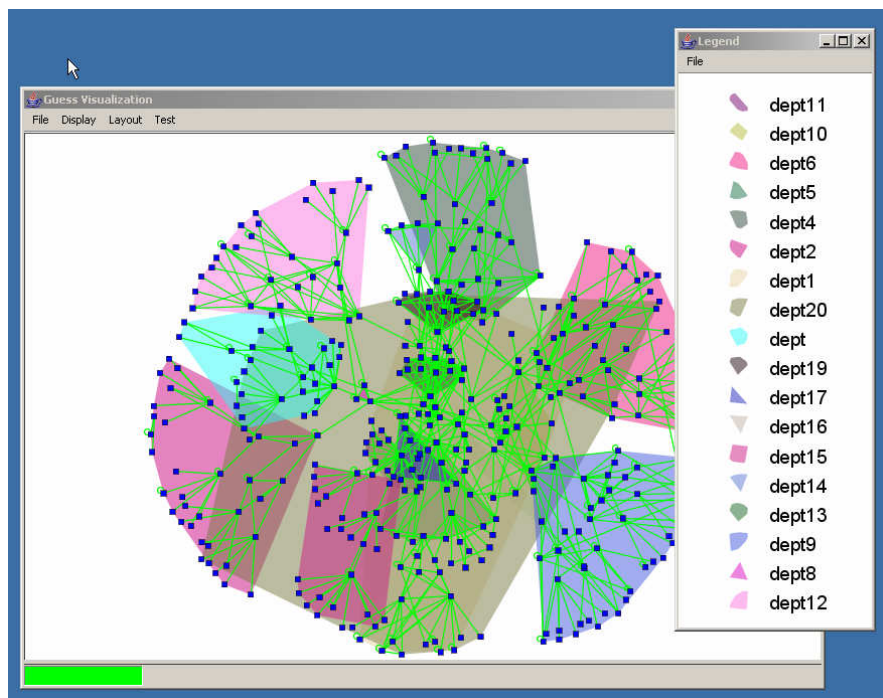 Legend
File
Guess Visualization
File Display Layout Test
dept11
dept10
dept6
dept5
dept4
dept2
dept1
dept20
dept
dept19
dept17
dept16
dept15
dept14
dept13
dept9
dept8
dept12